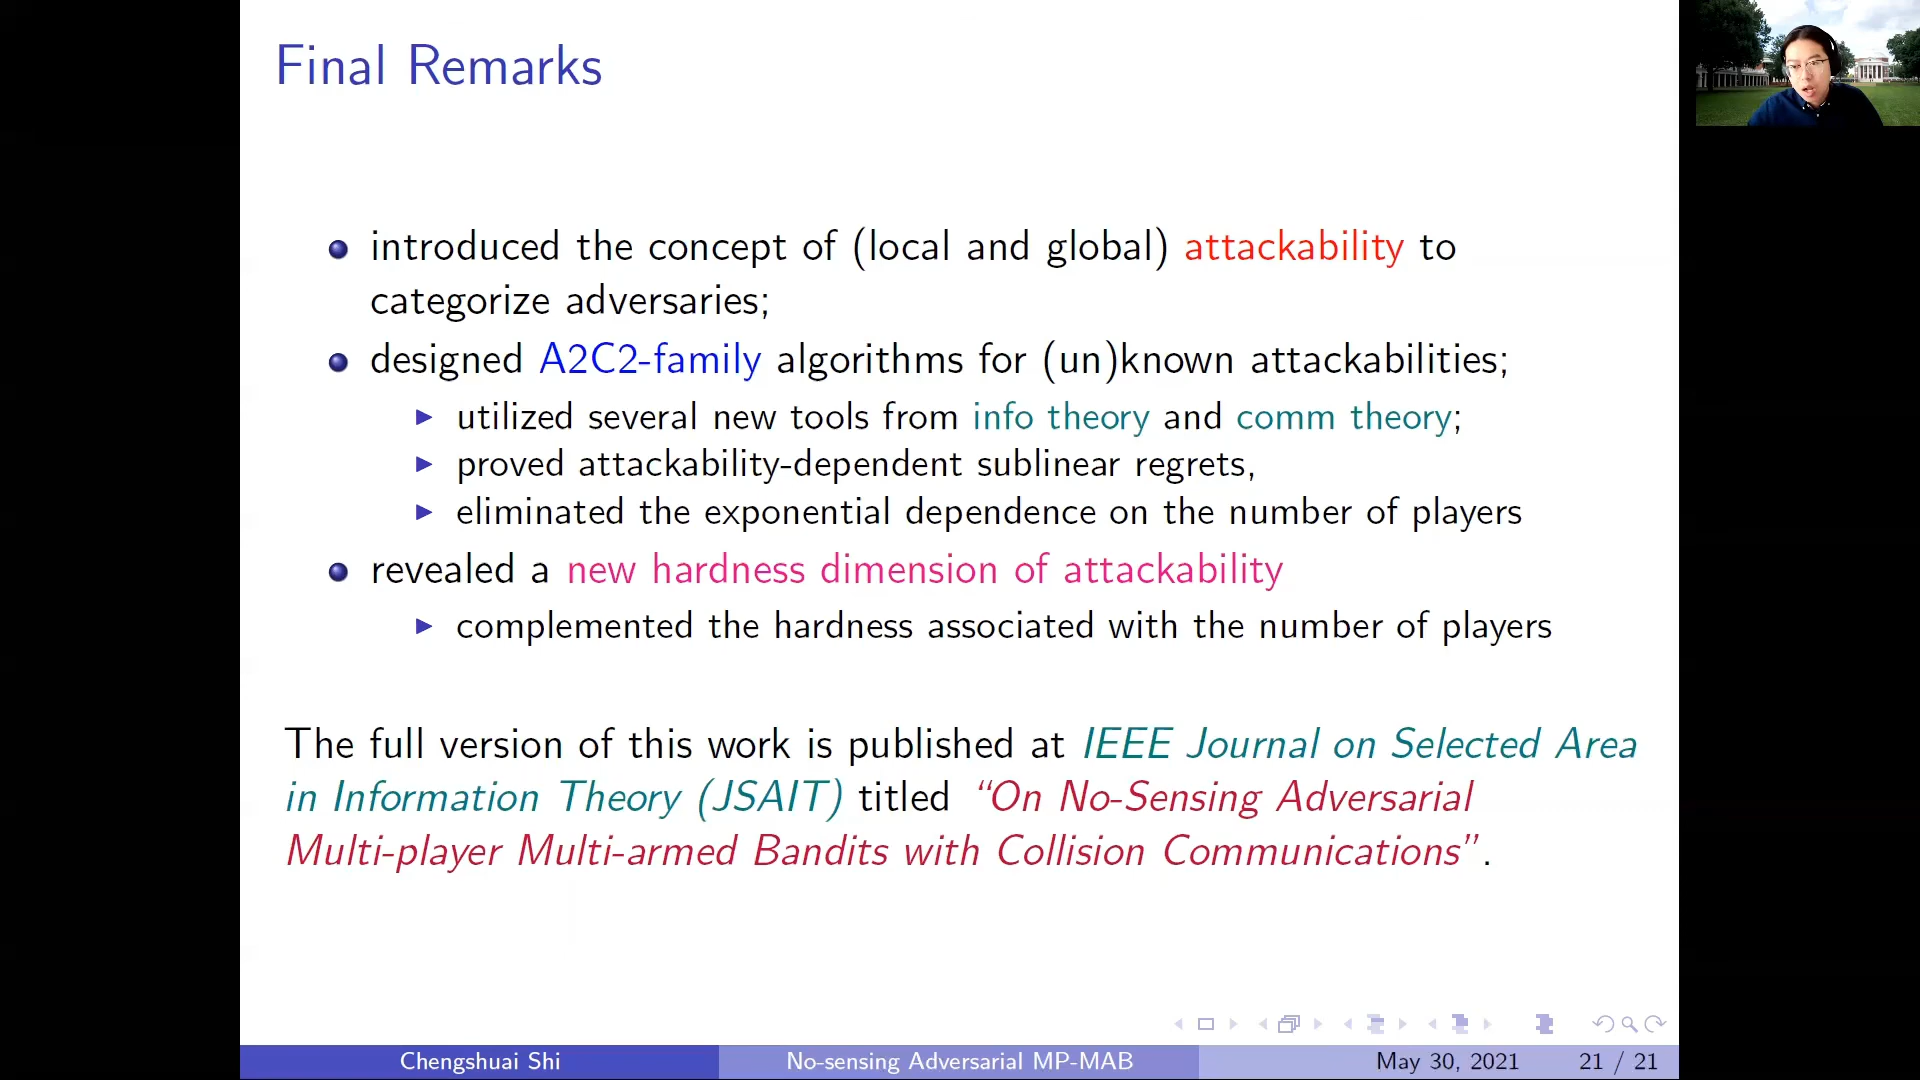 Final Remarks
introduced the concept of (local and global) attackability to
categorize adversaries;
designed A2C2-family algorithms for (un)known attackabilities;
utilized several new tools from info theory and comm theory;
proved attackability-dependent sublinear regrets,
eliminated the exponential dependence on the number of players
revealed a new hardness dimension of attackability
complemented the hardness associated with the number of players
The full version of this work is published at IEEE Journal on Selected Area
in Information Theory (JSAIT) titled “On No-Sensing Adversarial
Multi-player Multi-armed Bandits with Collision Communications”.
Chengshuai Shi No-sensing Adversarial MP-MAB May 30, 2021 21 / 21